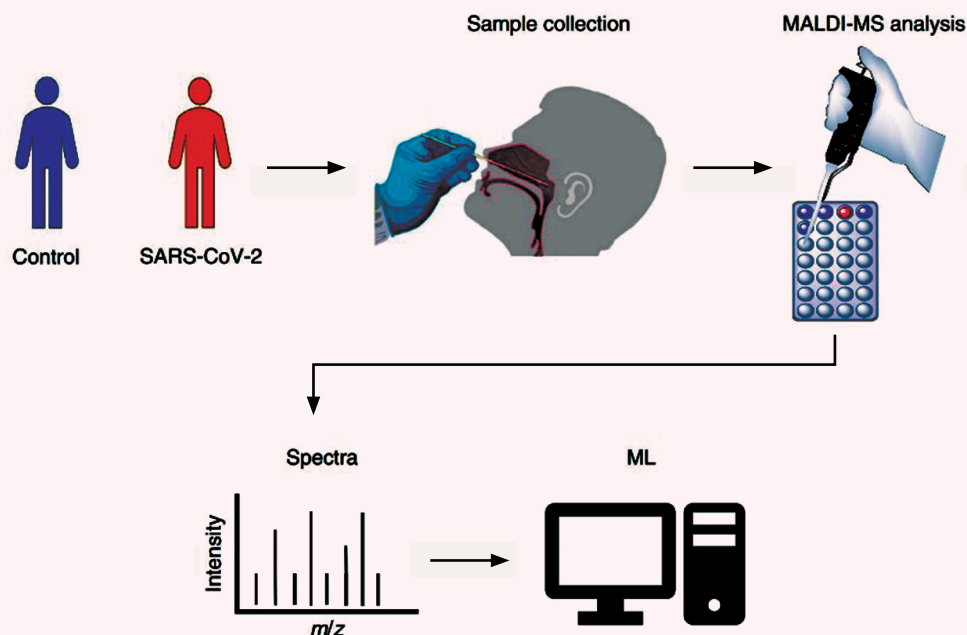 Sample collection
MALDI-MS analysis
Control
SARS-CoV-2
Spectra
ML
Intensity
m/z